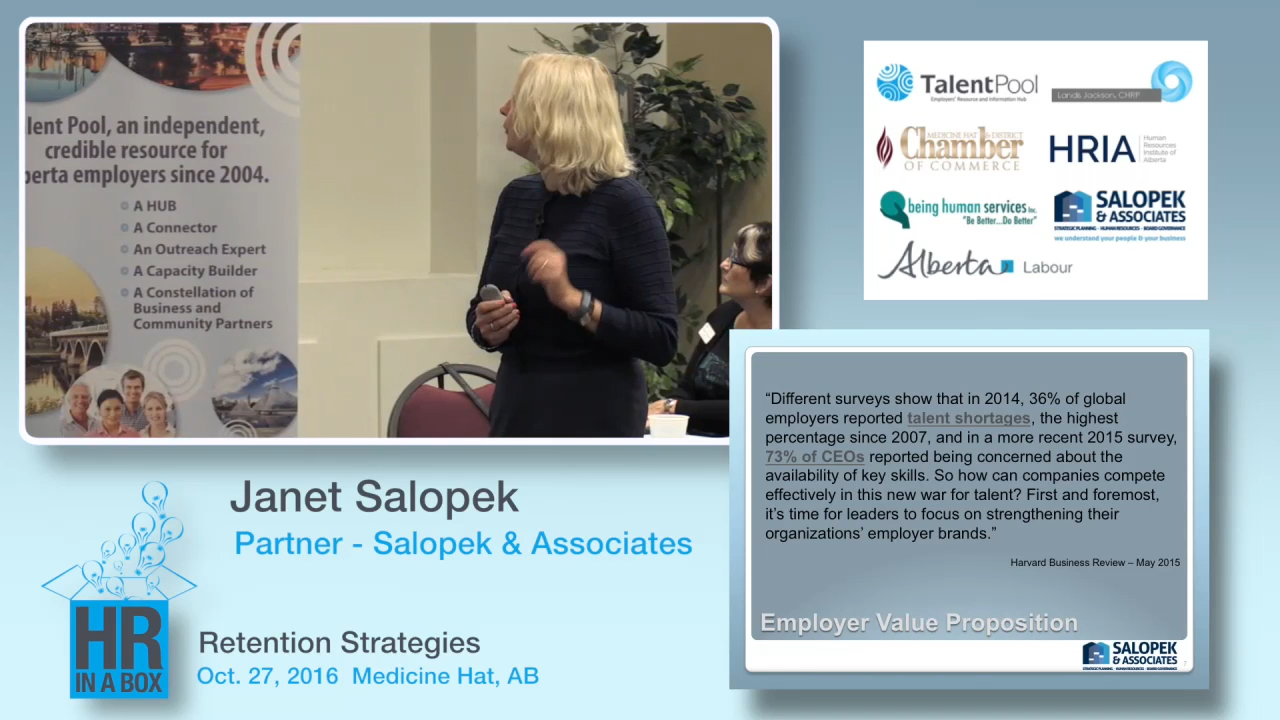 lent Pool, an independent,
credible resource for
berta employers since 2004.
A HUB
A Connector
An Outreach Expert
A Capacity Builder
A Constellation of
Business and
Community Partners
TalentPool
Employers' Resource and Information Hub
Landis Jackson, CHRP
MEDICINE HAT & DISTRICT
Chamber
OF COMMERCE
HRIA
Human
Resources
Institute of
Alberta
being human services Inc.
"Be Better...Do Better"
SALOPEK
& ASSOCIATES
STRATEGIC PLANNING · HUMAN RESOURCES · BOARD GOVERNANCE
we understand your people & your business
Alberta Labour
“Different surveys show that in 2014, 36% of global
employers reported talent shortages, the highest
percentage since 2007, and in a more recent 2015 survey,
73% of CEOs reported being concerned about the
availability of key skills. So how can companies compete
effectively in this new war for talent? First and foremost,
it’s time for leaders to focus on strengthening their
organizations’ employer brands.”
Harvard Business Review – May 2015
Employer Value Proposition
SALOPEK
& ASSOCIATES
STRATEGIC PLANNING · HUMAN RESOURCES · BOARD GOVERNANCE
7
Janet Salopek
Partner - Salopek & Associates
HR
IN A BOX
Retention Strategies
Oct. 27, 2016 Medicine Hat, AB